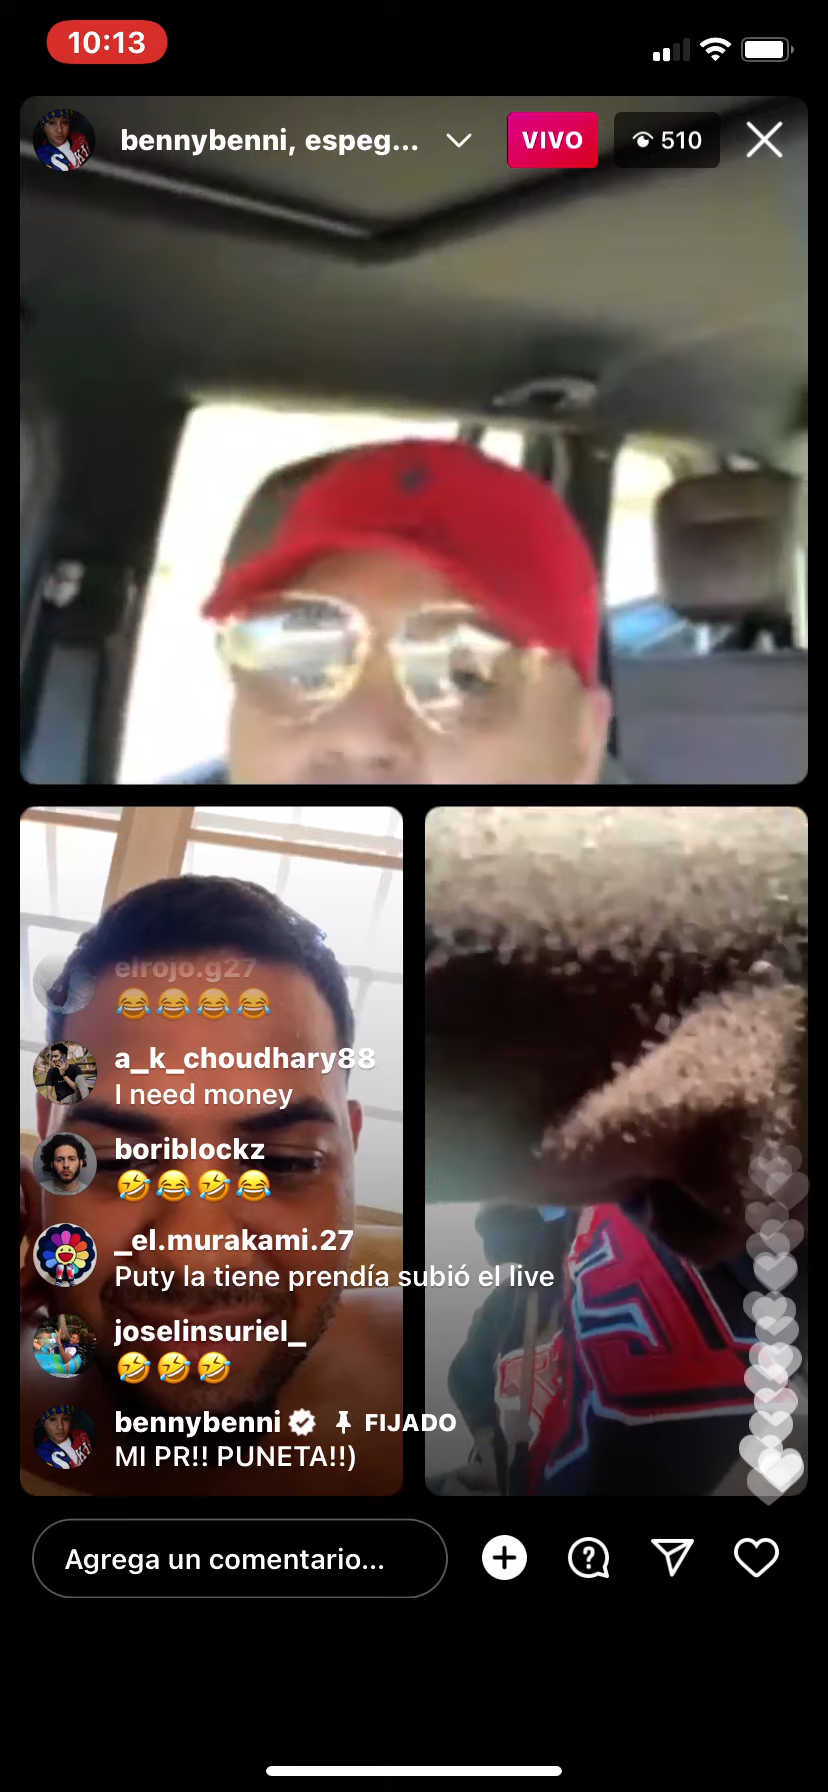 10:13
bennybenni, espeg...
VIVO
510
elrojo.g27
😂😂😂😂
a_k_choudhary88
I need money
boriblockz
🤣😂🤣😂
_el.murakami.27
Puty la tiene prendía subió el live
joselinsuriel_
🤣🤣🤣
bennybenni FIJADO
MI PR!! PUNETA!!)
Agrega un comentario...